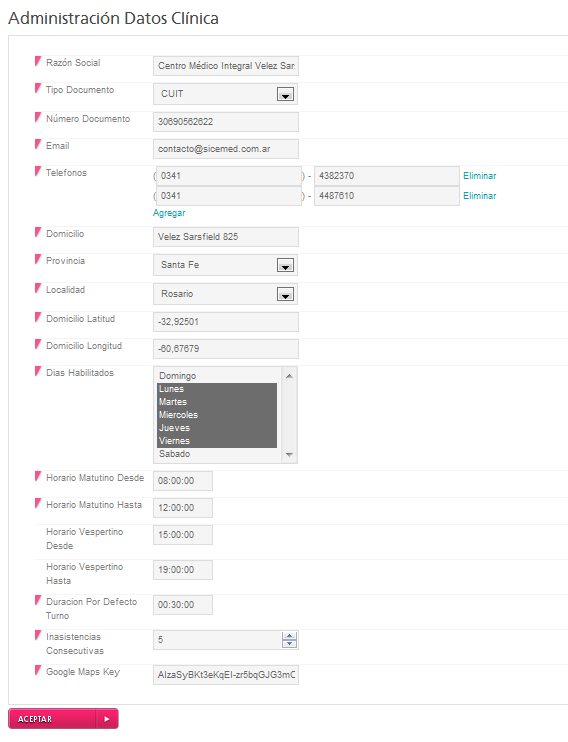 Administración Datos Clínica
Razón Social Centro Médico Integral Velez Sars
Tipo Documento CUIT
Número Documento 30690562622
Email contacto@sicemed.com.ar
Telefonos ( 0341 ) - 4382370 Eliminar
( 0341 ) - 4487610 Eliminar
Agregar
Domicilio Velez Sarsfield 825
Provincia Santa Fe
Localidad Rosario
Domicilio Latitud -32,92501
Domicilio Longitud -60,67679
Dias Habilitados Domingo
Lunes
Martes
Miercoles
Jueves
Viernes
Sabado
Horario Matutino Desde 08:00:00
Horario Matutino Hasta 12:00:00
Horario Vespertino 15:00:00
Desde
Horario Vespertino 19:00:00
Hasta
Duracion Por Defecto 00:30:00
Turno
Inasistencias 5
Consecutivas
Google Maps Key AIzaSyBKt3eKqEI-zr5bqGJG3mC
ACEPTAR